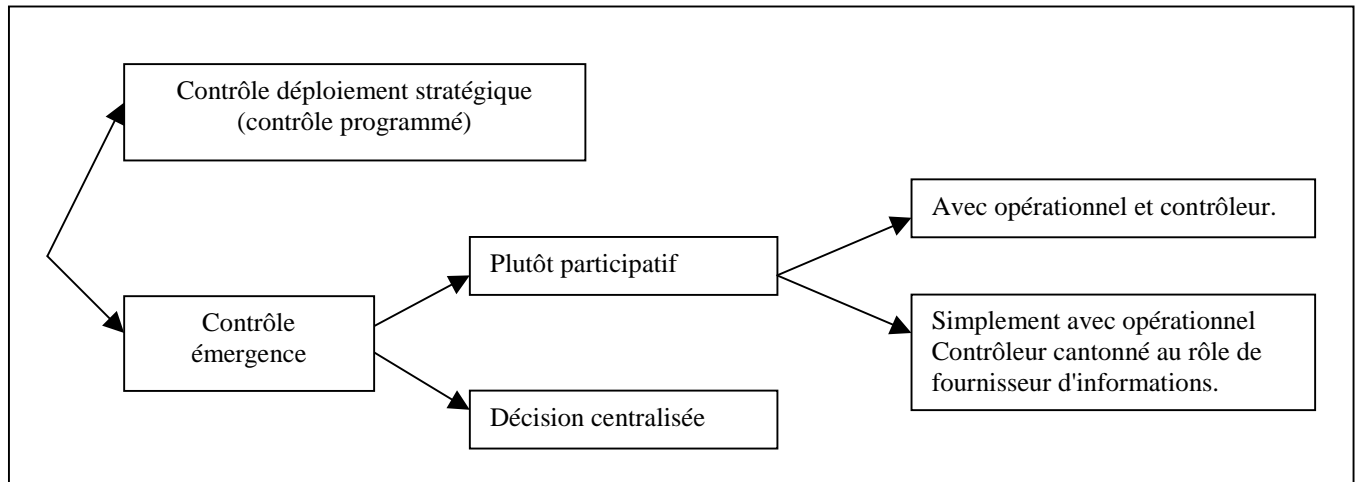 Contrôle déploiement stratégique
(contrôle programmé)
Avec opérationnel et contrôleur.
Plutôt participatif
Contrôle
émergence
Simplement avec opérationnel
Contrôleur cantonné au rôle de
fournisseur d'informations.
Décision centralisée